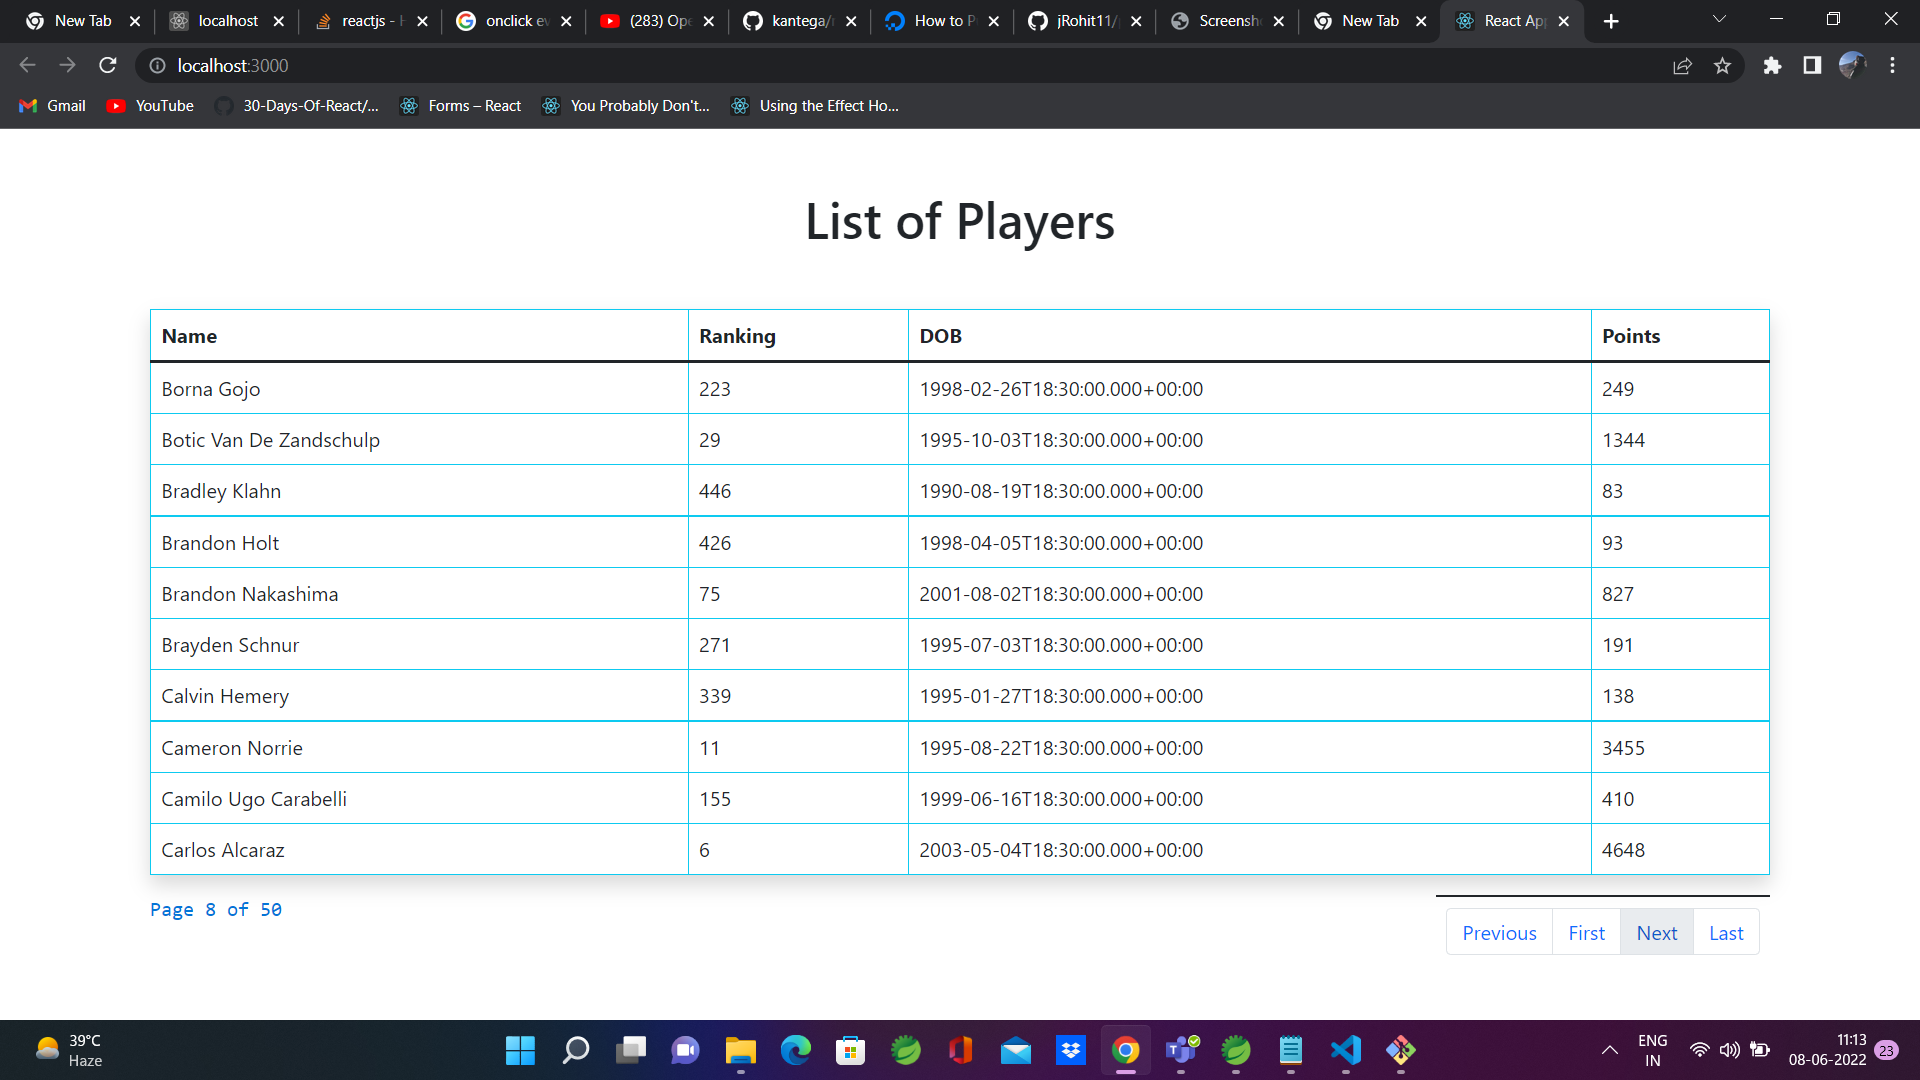 New Tab localhost reactjs - onclick ev (283) Ope kantega/ How to P jRohit11/ Screensh New Tab React Ap
localhost:3000
Gmail YouTube 30-Days-Of-React/... Forms – React You Probably Don't... Using the Effect Ho...
List of Players
Name Ranking DOB Points
Borna Gojo 223 1998-02-26T18:30:00.000+00:00 249
Botic Van De Zandschulp 29 1995-10-03T18:30:00.000+00:00 1344
Bradley Klahn 446 1990-08-19T18:30:00.000+00:00 83
Brandon Holt 426 1998-04-05T18:30:00.000+00:00 93
Brandon Nakashima 75 2001-08-02T18:30:00.000+00:00 827
Brayden Schnur 271 1995-07-03T18:30:00.000+00:00 191
Calvin Hemery 339 1995-01-27T18:30:00.000+00:00 138
Cameron Norrie 11 1995-08-22T18:30:00.000+00:00 3455
Camilo Ugo Carabelli 155 1999-06-16T18:30:00.000+00:00 410
Carlos Alcaraz 6 2003-05-04T18:30:00.000+00:00 4648
Page 8 of 50
Previous First Next Last
39°C
Haze
ENG
IN
11:13
08-06-2022
23